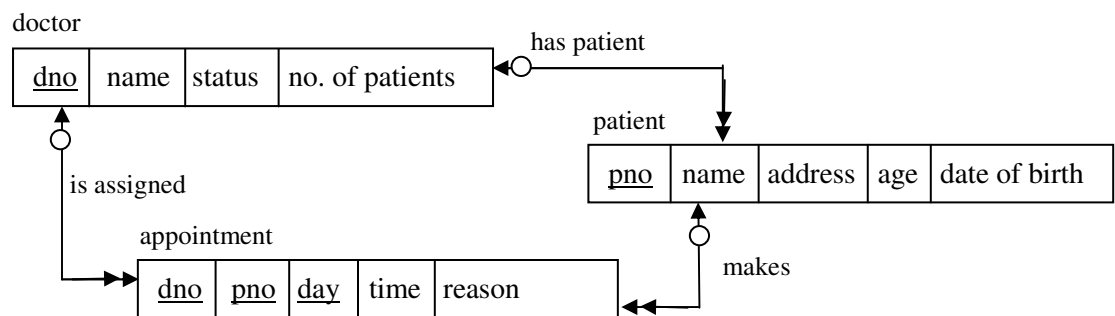 doctor
has patient
dno name status no. of patients
patient
pno name address age date of birth
is assigned
appointment
makes
dno pno day time reason